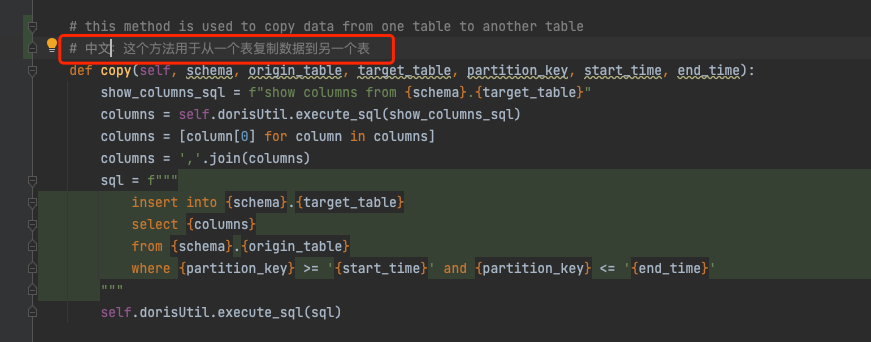 # this method is used to copy data from one table to another table
# 中文: 这个方法用于从一个表复制数据到另一个表
def copy(self, schema, origin_table, target_table, partition_key, start_time, end_time):
show_columns_sql = f"show columns from {schema}.{target_table}"
columns = self.dorisUtil.execute_sql(show_columns_sql)
columns = [column[0] for column in columns]
columns = ','.join(columns)
sql = f"""
insert into {schema}.{target_table}
select {columns}
from {schema}.{origin_table}
where {partition_key} >= '{start_time}' and {partition_key} <= '{end_time}'
"""
self.dorisUtil.execute_sql(sql)